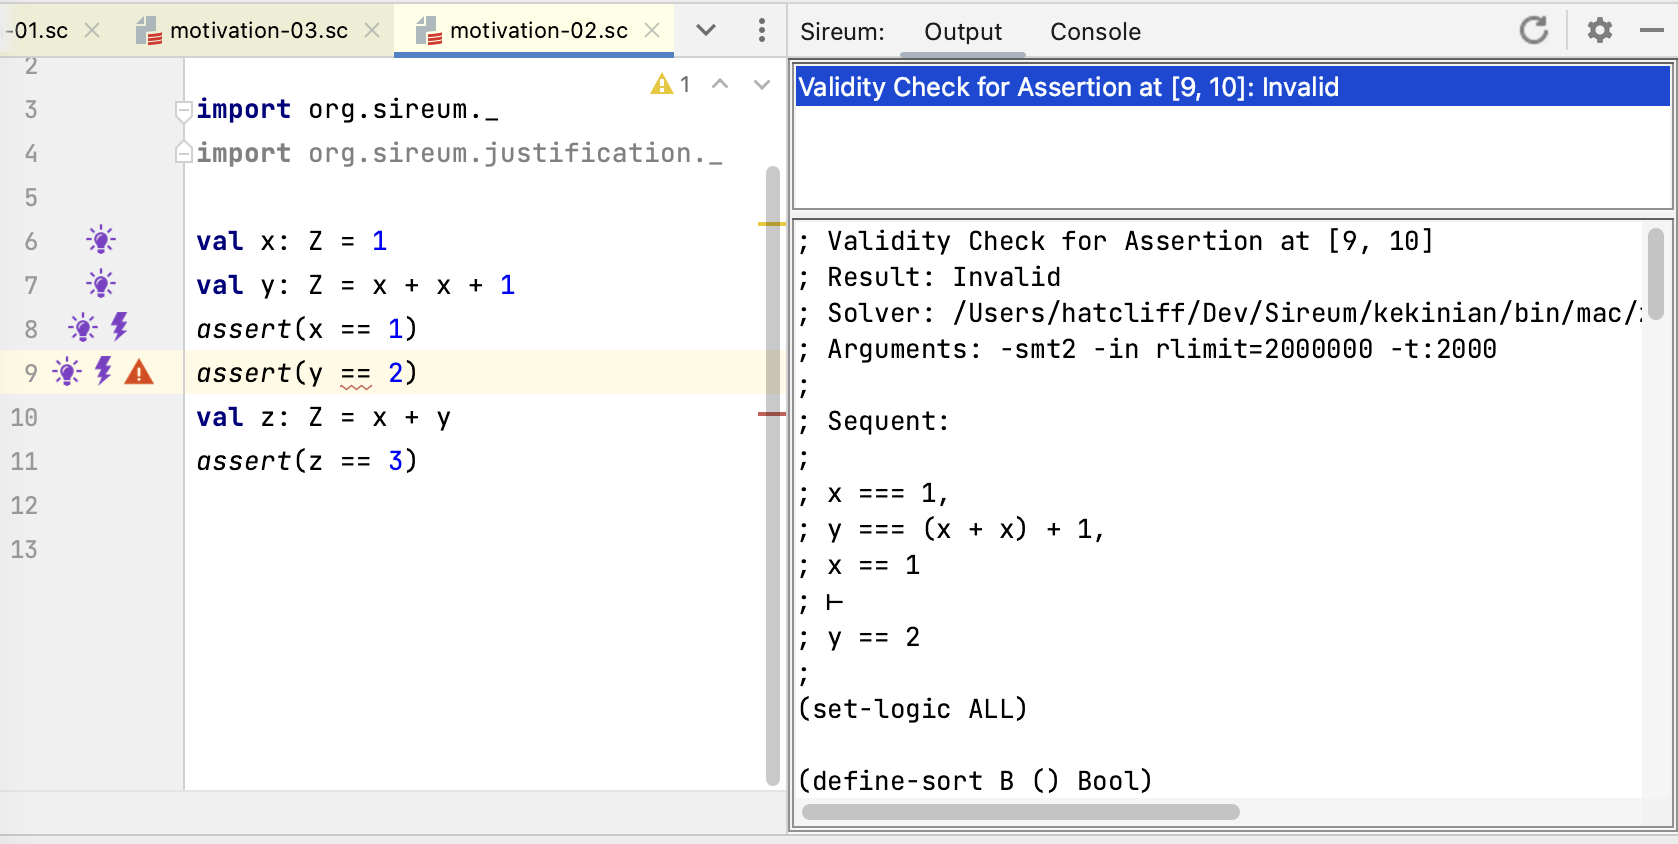 -01.sc
motivation-03.sc
motivation-02.sc
1
2
3 import org.sireum._
4 import org.sireum.justification._
5
6 val x: Z = 1
7 val y: Z = x + x + 1
8 assert(x == 1)
9 assert(y == 2)
10 val z: Z = x + y
11 assert(z == 3)
12
13
Sireum: Output Console
Validity Check for Assertion at [9, 10]: Invalid
; Validity Check for Assertion at [9, 10]
; Result: Invalid
; Solver: /Users/hatcliff/Dev/Sireum/kekinian/bin/mac/
; Arguments: -smt2 -in rlimit=2000000 -t:2000
;
; Sequent:
;
; x === 1,
; y === (x + x) + 1,
; x == 1
; ⊢
; y == 2
;
(set-logic ALL)
(define-sort B () Bool)